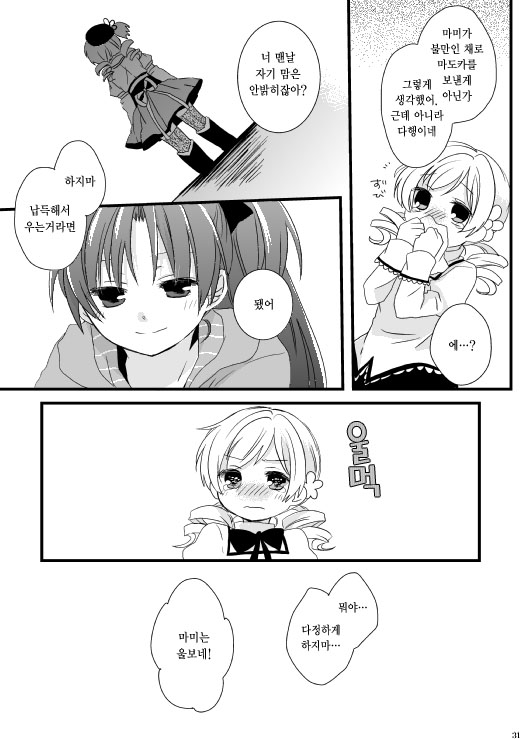 마미가
불만인 채로
마도카를
보낸게
아닌가
그렇게
생각했어.
근데 아니라
다행이네
ずび
에…?
너 맨날
자기 맘은
안밝히잖아?
하지마
납득해서
우는거라면
됐어
울먹
뭐야…
다정하게
하지마…
마미는
울보네!
31